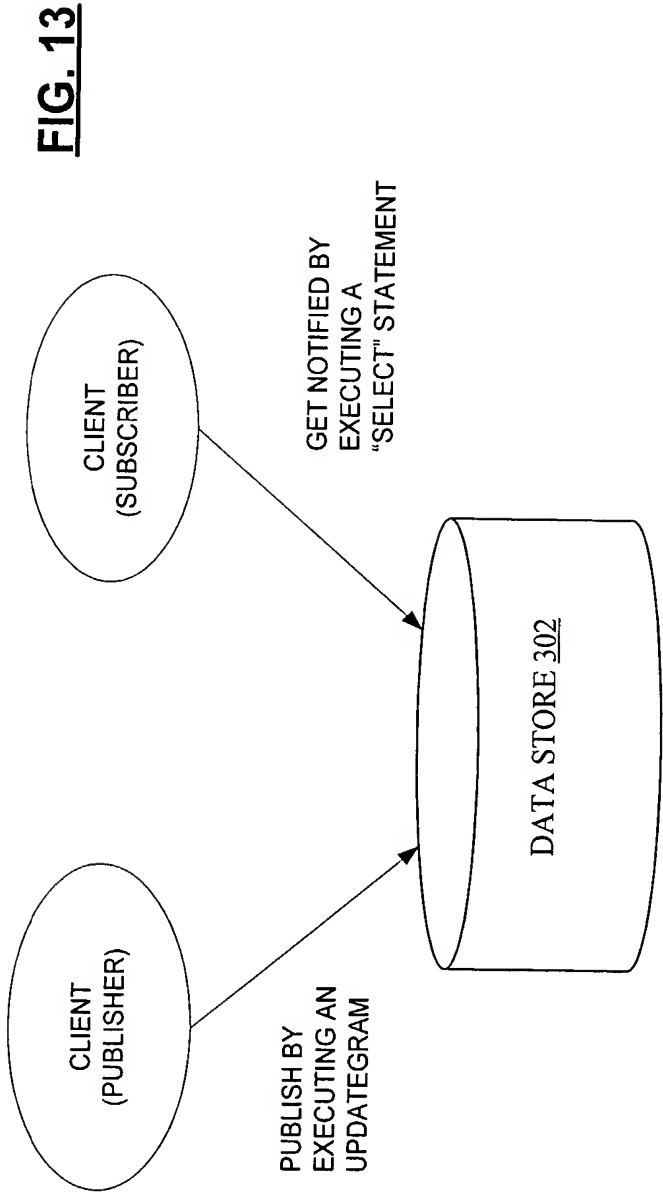 FIG. 13
CLIENT
(PUBLISHER)
CLIENT
(SUBSCRIBER)
PUBLISH BY
EXECUTING AN
UPDATEGRAM
GET NOTIFIED BY
EXECUTING A
"SELECT" STATEMENT
DATA STORE 302